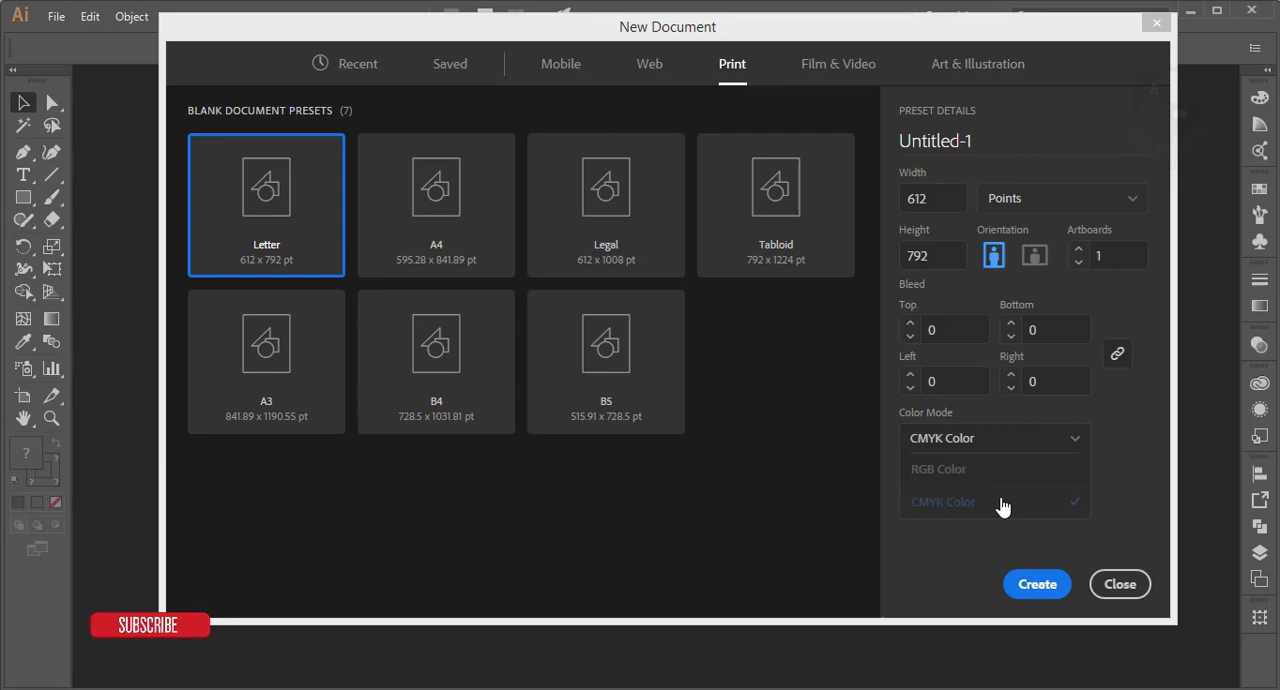 Ai File Edit Object
New Document
Recent Saved Mobile Web Print Film & Video Art & Illustration
BLANK DOCUMENT PRESETS (7)
Letter
612 x 792 pt
A4
595.28 x 841.89 pt
Legal
612 x 1008 pt
Tabloid
792 x 1224 pt
A3
841.89 x 1190.55 pt
B4
728.5 x 1031.81 pt
B5
515.91 x 728.5 pt
PRESET DETAILS
Untitled-1
Width
612 Points
Height Orientation Artboards
792 1
Bleed
Top Bottom
0 0
Left Right
0 0
Color Mode
CMYK Color
RGB Color
CMYK Color
Create Close
SUBSCRIBE